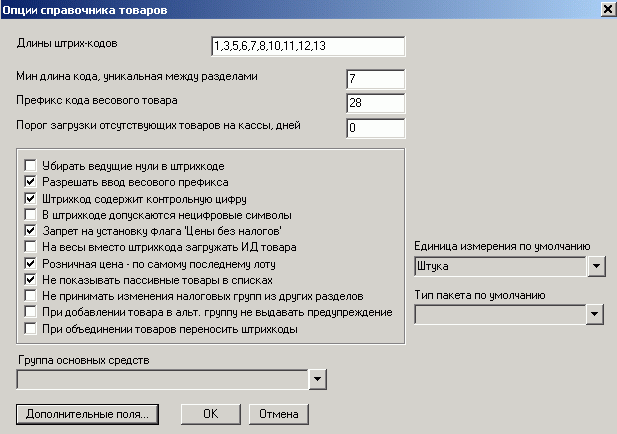 Опции справочника товаров
Длины штрих-кодов 1,3,5,6,7,8,10,11,12,13
Мин длина кода, уникальная между разделами 7
Префикс кода весового товара 28
Порог загрузки отсутствующих товаров на кассы, дней 0
Убирать ведущие нули в штрихкоде
Разрешать ввод весового префикса
Штрихкод содержит контрольную цифру
В штрихкоде допускаются нецифровые символы
Запрет на установку флага 'Цены без налогов'
На весы вместо штрихкода загружать ИД товара
Розничная цена - по самому последнему лоту
Не показывать пассивные товары в списках
Не принимать изменения налоговых групп из других разделов
При добавлении товара в альт. группу не выдавать предупреждение
При объединении товаров переносить штрихкоды
Единица измерения по умолчанию
Штука
Тип пакета по умолчанию
Группа основных средств
Дополнительные поля... OK Отмена